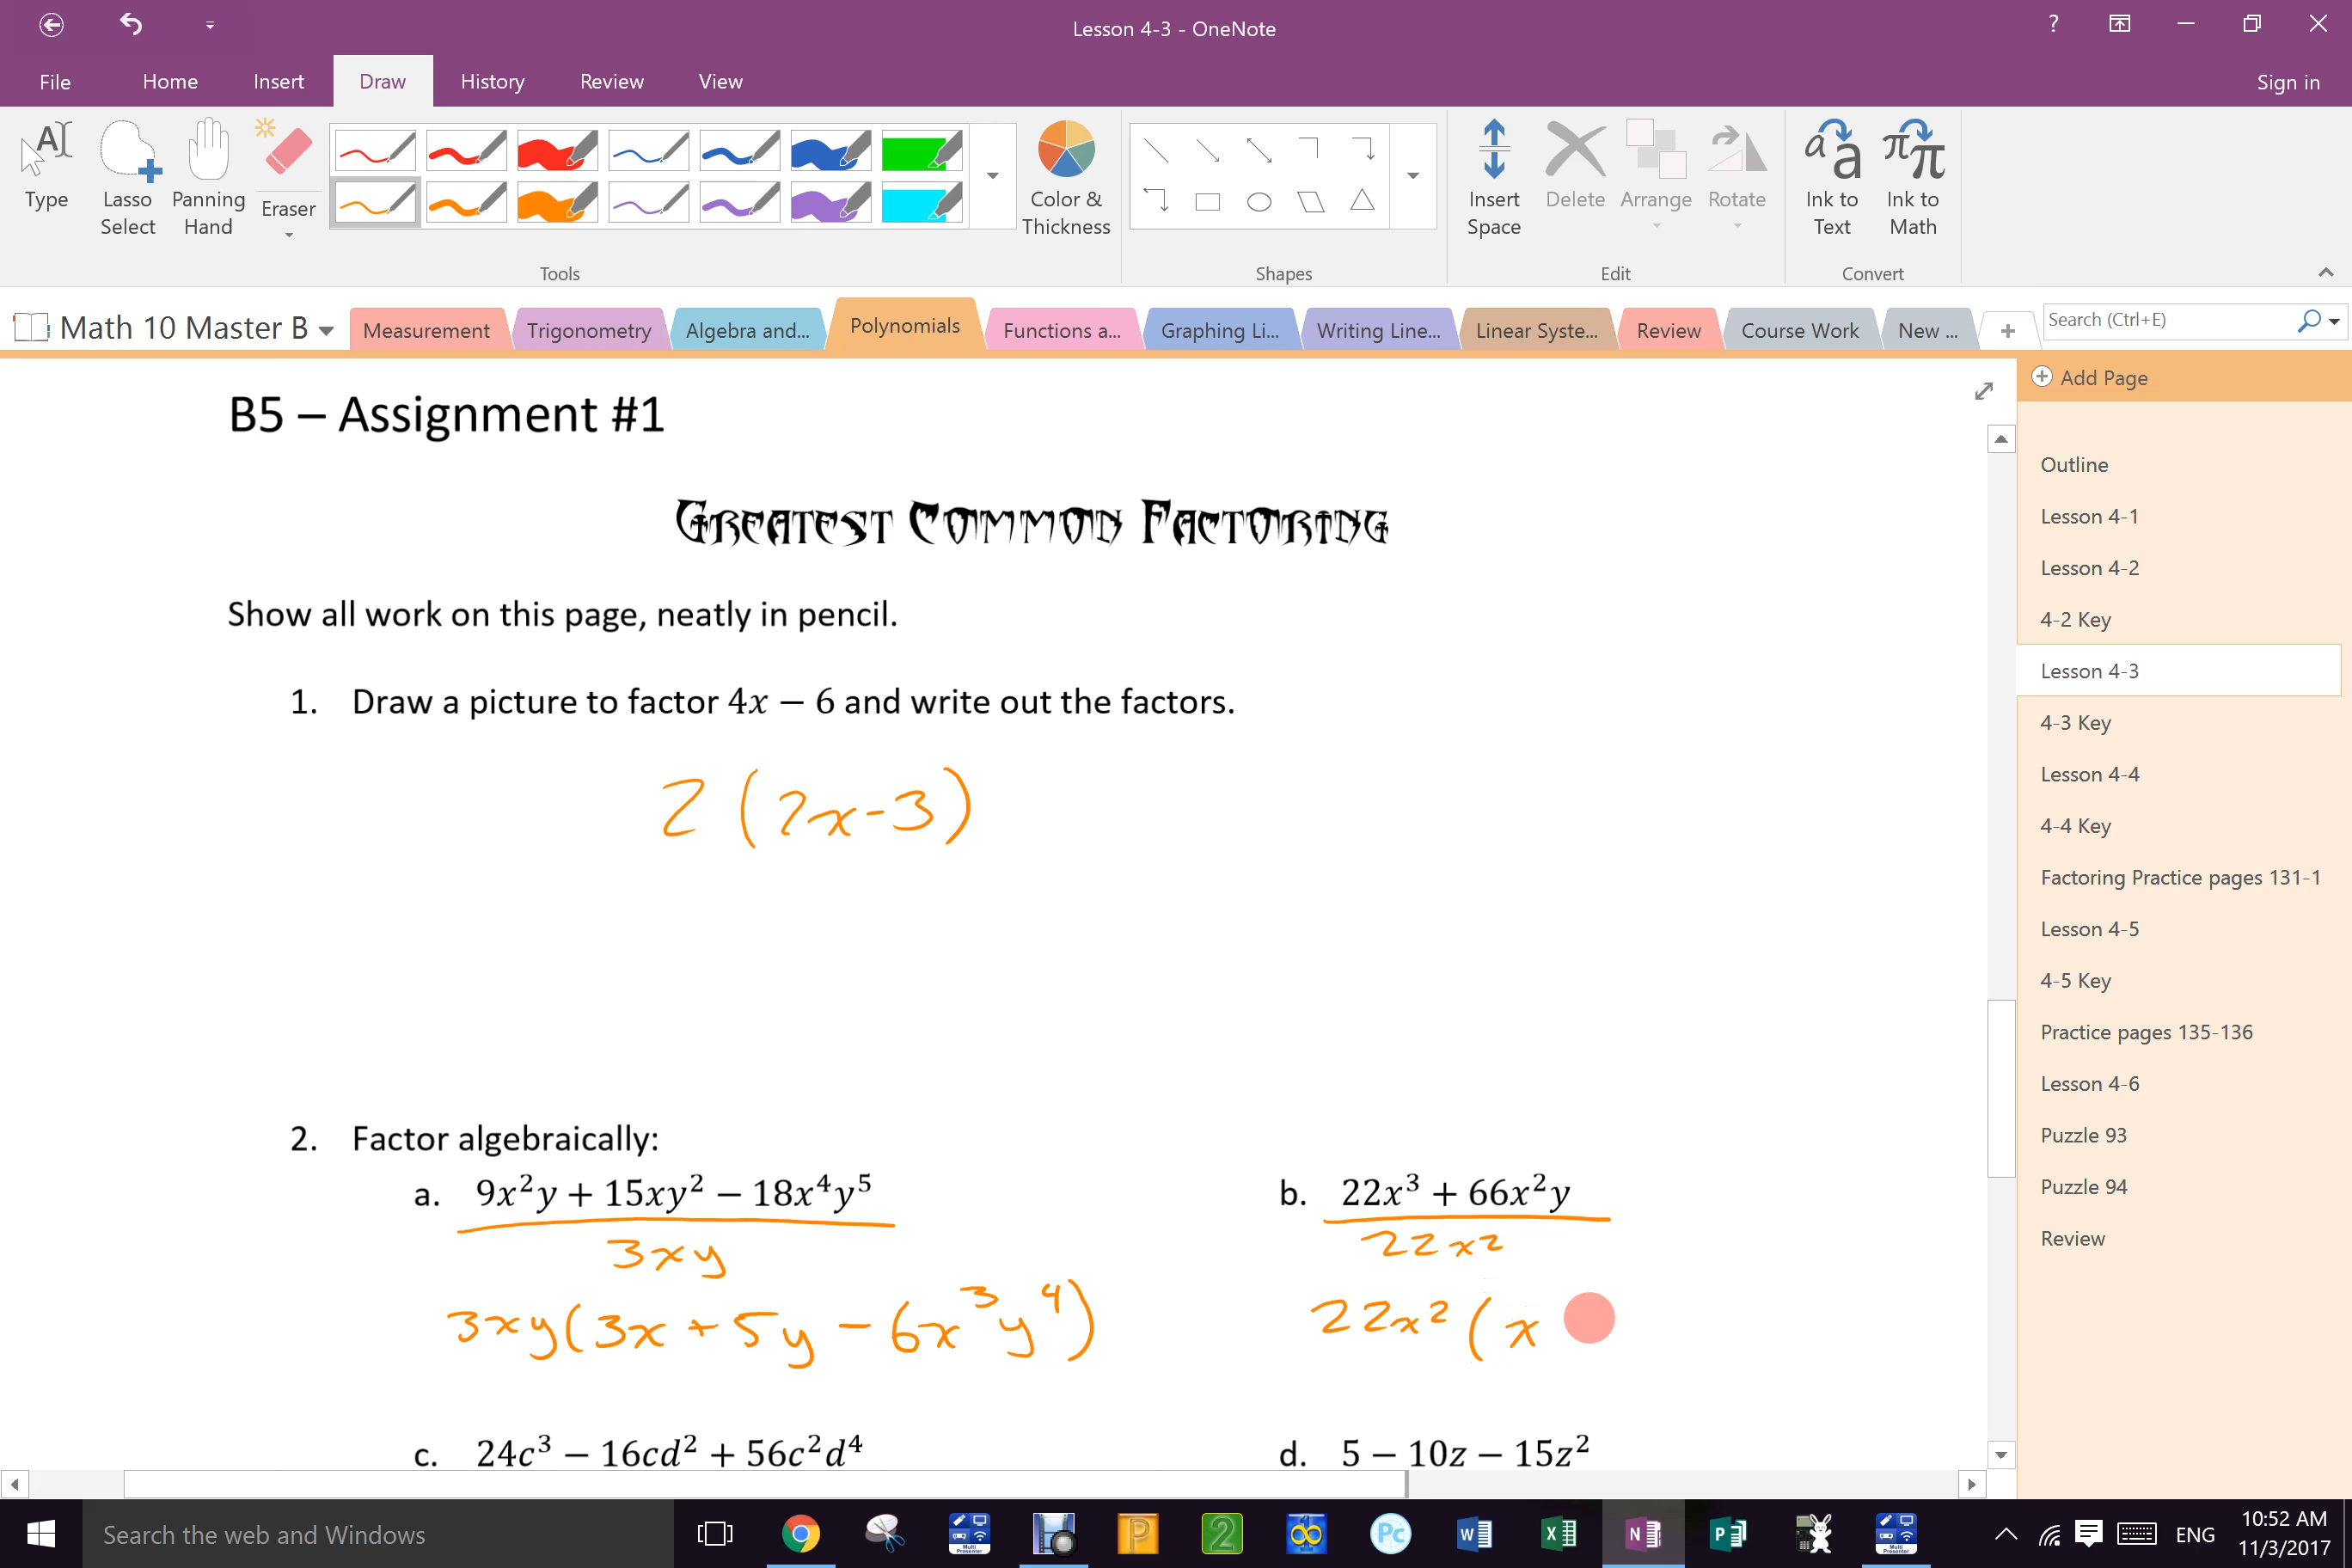 Lesson 4-3 - OneNote
?
File Home Insert Draw History Review View Sign in
Type
Lasso Select
Panning Hand
Eraser
Color & Thickness
Insert Space
Delete
Arrange
Rotate
Ink to Text
Ink to Math
Tools Shapes Edit Convert
Math 10 Master B Measurement Trigonometry Algebra and... Polynomials Functions a... Graphing Li... Writing Line... Linear Syste... Review Course Work New ... + Search (Ctrl+E)
Add Page
Outline
Lesson 4-1
Lesson 4-2
4-2 Key
Lesson 4-3
4-3 Key
Lesson 4-4
4-4 Key
Factoring Practice pages 131-1
Lesson 4-5
4-5 Key
Practice pages 135-136
Lesson 4-6
Puzzle 93
Puzzle 94
Review
B5 – Assignment #1
Greatest Common Factoring
Show all work on this page, neatly in pencil.
1. Draw a picture to factor 4x − 6 and write out the factors.
2 (2x-3)
2. Factor algebraically:
a. 9x²y + 15xy² − 18x⁴y⁵
3xy
3xy(3x + 5y − 6x³y⁴)
b. 22x³ + 66x²y
22x²
22x² (x
c. 24c³ − 16cd² + 56c²d⁴
d. 5 − 10z − 15z²
Search the web and Windows
ENG
10:52 AM
11/3/2017